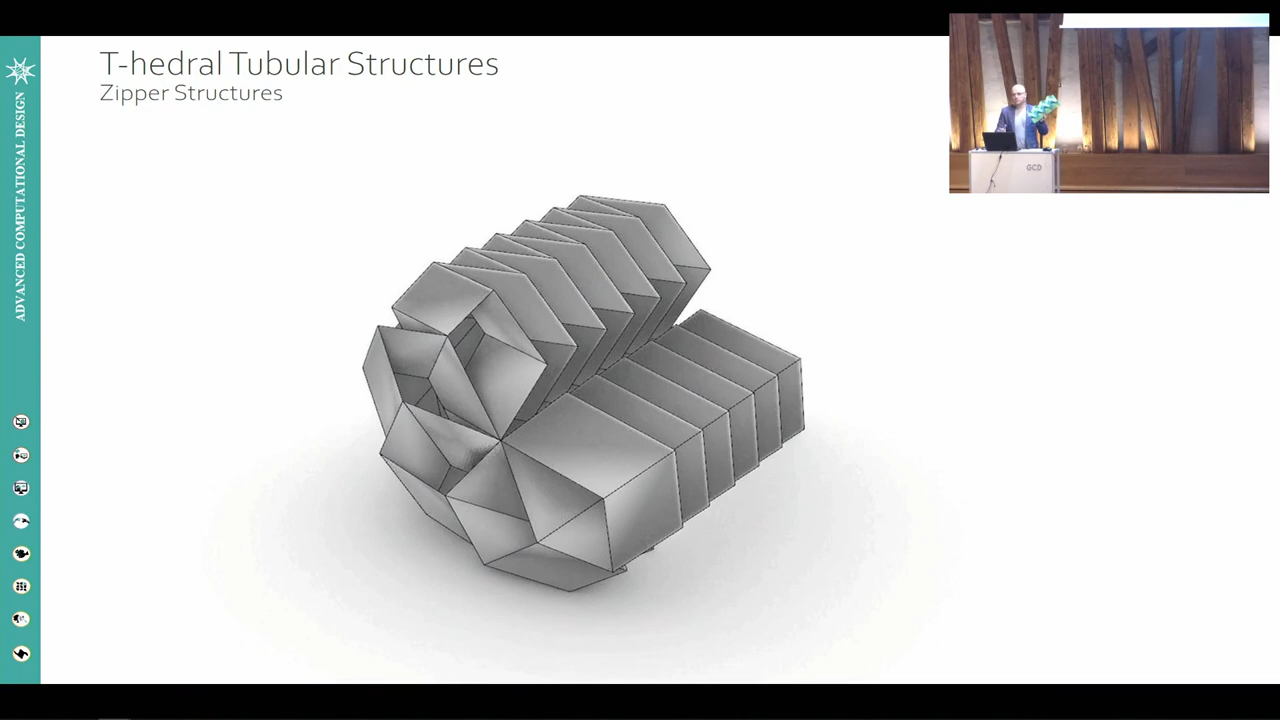 T-hedral Tubular Structures
Zipper Structures
ADVANCED COMPUTATIONAL DESIGN
GCD